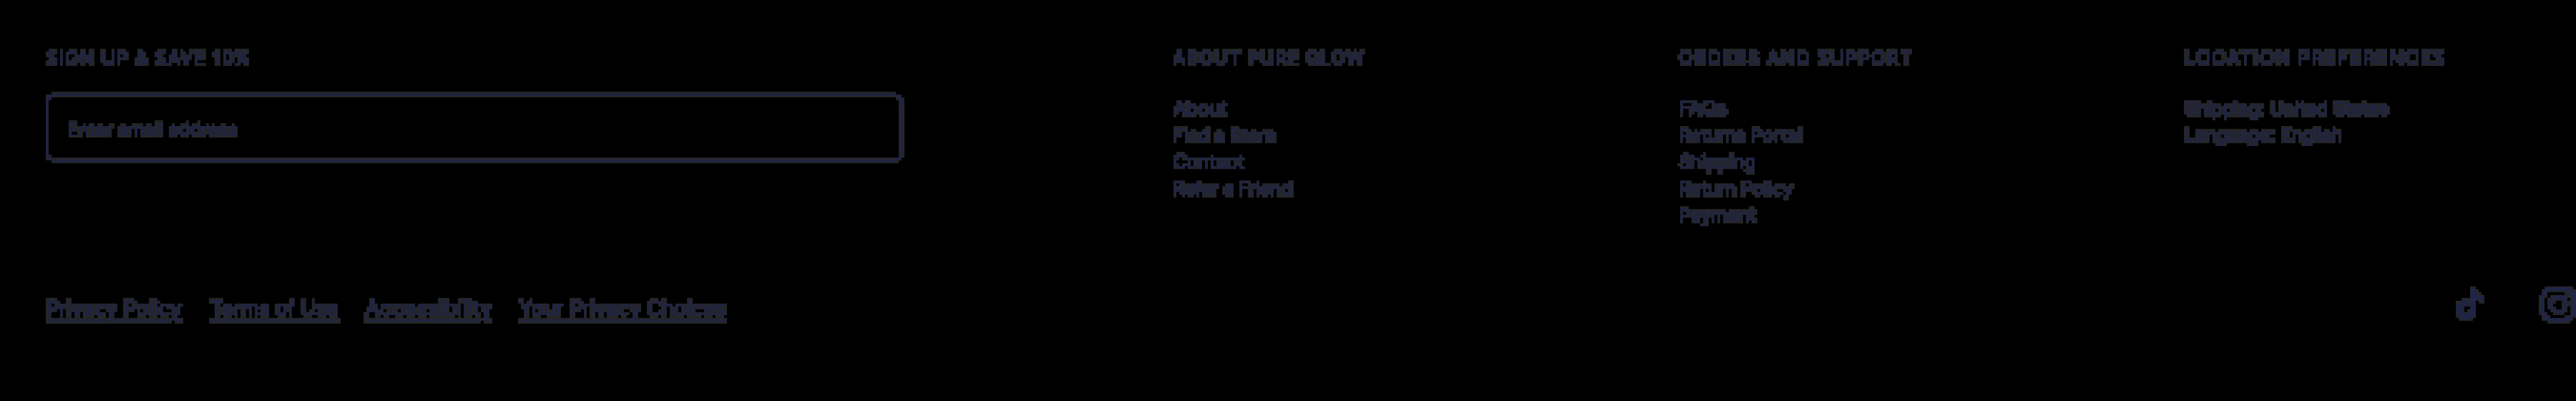 SIGN UP & SAVE 10%
Enter email address
ABOUT PURE GLOW
About
Find a Store
Contact
Refer a Friend
ORDERS AND SUPPORT
FAQs
Returns Portal
Shipping
Return Policy
Payment
LOCATION PREFERENCES
Shipping: United States
Language: English
Privacy Policy Terms of Use Accessibility Your Privacy Choices